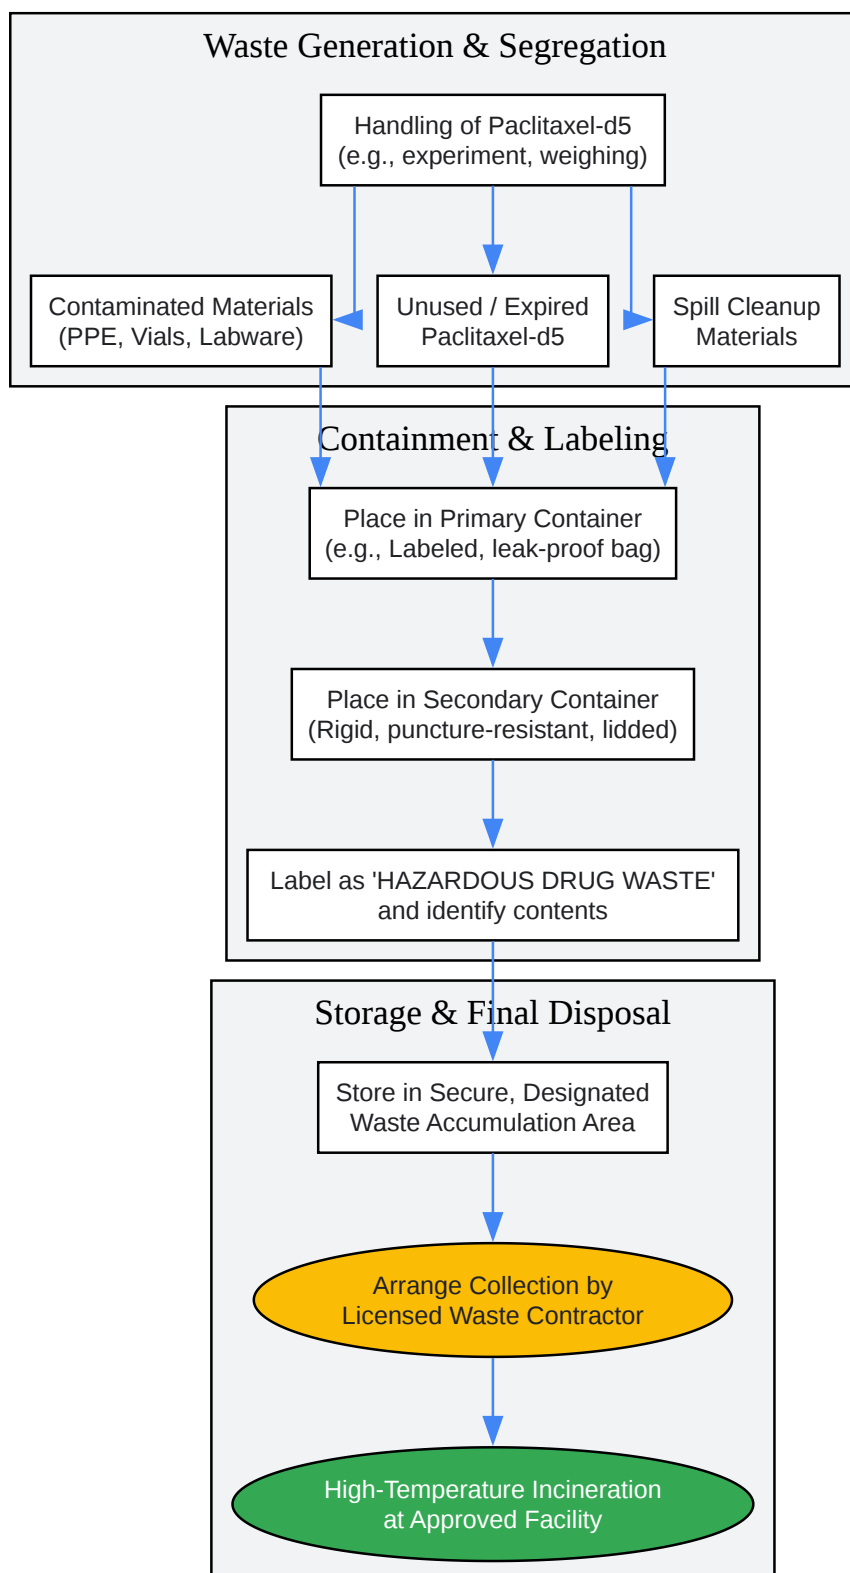 Waste Generation & Segregation
Handling of Paclitaxel-d5
(e.g., experiment, weighing)
Contaminated Materials
(PPE, Vials, Labware)
Unused / Expired
Paclitaxel-d5
Spill Cleanup
Materials
Containment & Labeling
Place in Primary Container
(e.g., Labeled, leak-proof bag)
Place in Secondary Container
(Rigid, puncture-resistant, lidded)
Label as 'HAZARDOUS DRUG WASTE'
and identify contents
Storage & Final Disposal
Store in Secure, Designated
Waste Accumulation Area
Arrange Collection by
Licensed Waste Contractor
High-Temperature Incineration
at Approved Facility